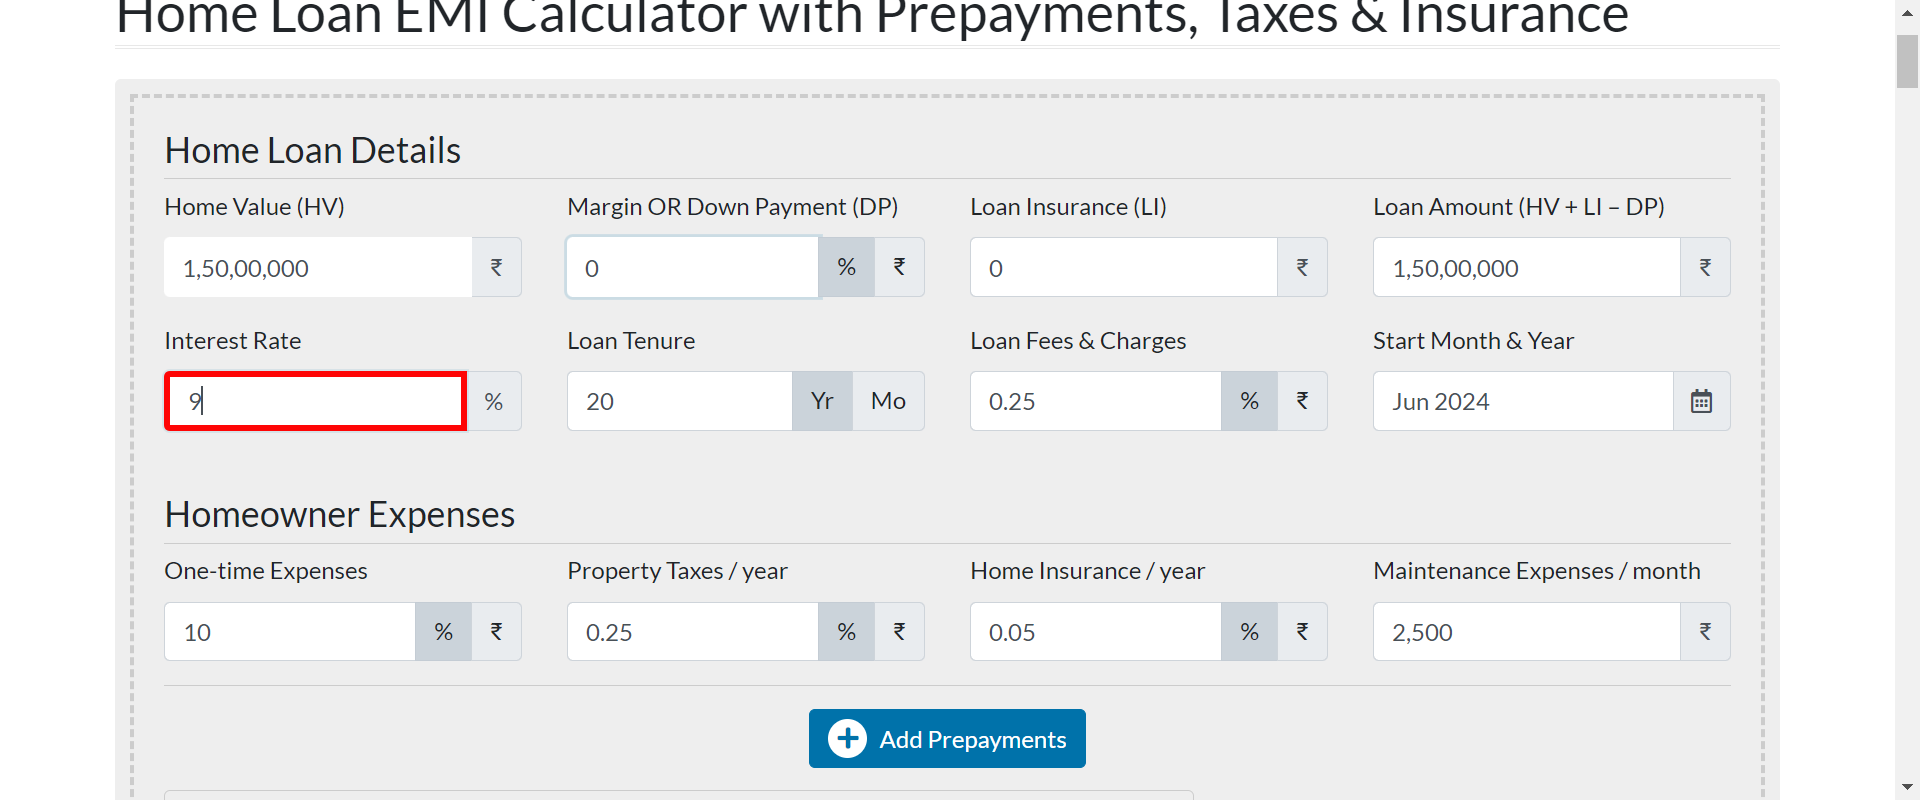 Home Loan EMI Calculator with Prepayments, Taxes & Insurance
Home Loan Details
Home Value (HV) Margin OR Down Payment (DP) Loan Insurance (LI) Loan Amount (HV + LI – DP)
1,50,00,000 ₹ 0 % ₹ 0 ₹ 1,50,00,000 ₹
Interest Rate Loan Tenure Loan Fees & Charges Start Month & Year
9 % 20 Yr Mo 0.25 % ₹ Jun 2024
Homeowner Expenses
One-time Expenses Property Taxes / year Home Insurance / year Maintenance Expenses / month
10 % ₹ 0.25 % ₹ 0.05 % ₹ 2,500 ₹
Add Prepayments